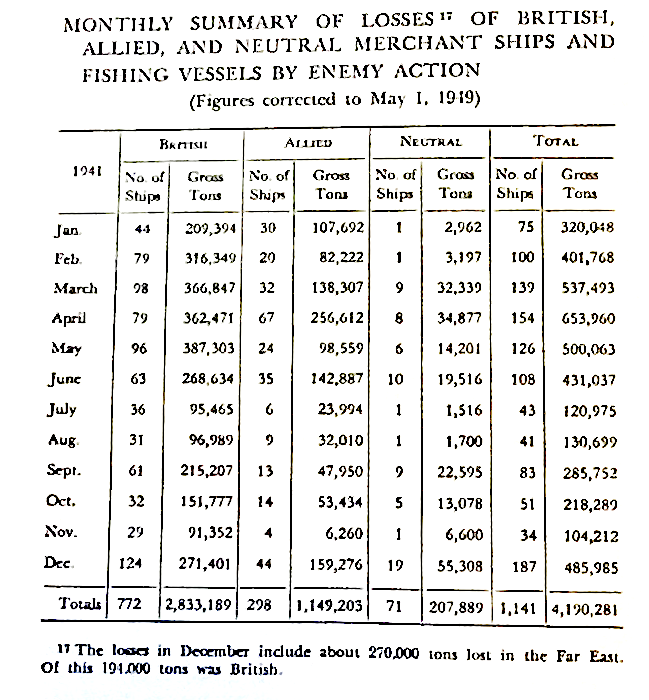 MONTHLY SUMMARY OF LOSSES¹⁷ OF BRITISH,
ALLIED, AND NEUTRAL MERCHANT SHIPS AND
FISHING VESSELS BY ENEMY ACTION
(Figures corrected to May 1, 1949)
1941 BRITISH ALLIED NEUTRAL TOTAL
No. of Gross No. of Gross No. of Gross No. of Gross
Ships Tons Ships Tons Ships Tons Ships Tons
Jan. 44 209,394 30 107,692 1 2,962 75 320,048
Feb. 79 316,349 20 82,222 1 3,197 100 401,768
March 98 366,847 32 138,307 9 32,339 139 537,493
April 79 362,471 67 256,612 8 34,877 154 653,960
May 96 387,303 24 98,559 6 14,201 126 500,063
June 63 268,634 35 142,887 10 19,516 108 431,037
July 36 95,465 6 23,994 1 1,516 43 120,975
Aug. 31 96,989 9 32,010 1 1,700 41 130,699
Sept. 61 215,207 13 47,950 9 22,595 83 285,752
Oct. 32 151,777 14 53,434 5 13,078 51 218,289
Nov. 29 91,352 4 6,260 1 6,600 34 104,212
Dec. 124 271,401 44 159,276 19 55,308 187 485,985
Totals 772 2,833,189 298 1,149,203 71 207,889 1,141 4,190,281
17 The losses in December include about 270,000 tons lost in the Far East.
Of this 191,000 tons was British.